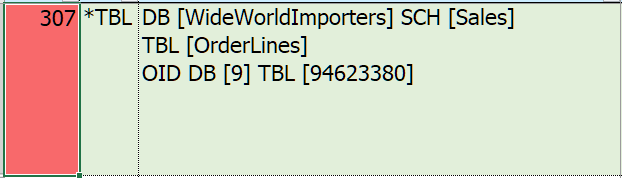 307 *TBL DB [WideWorldImporters] SCH [Sales]
TBL [OrderLines]
OID DB [9] TBL [94623380]